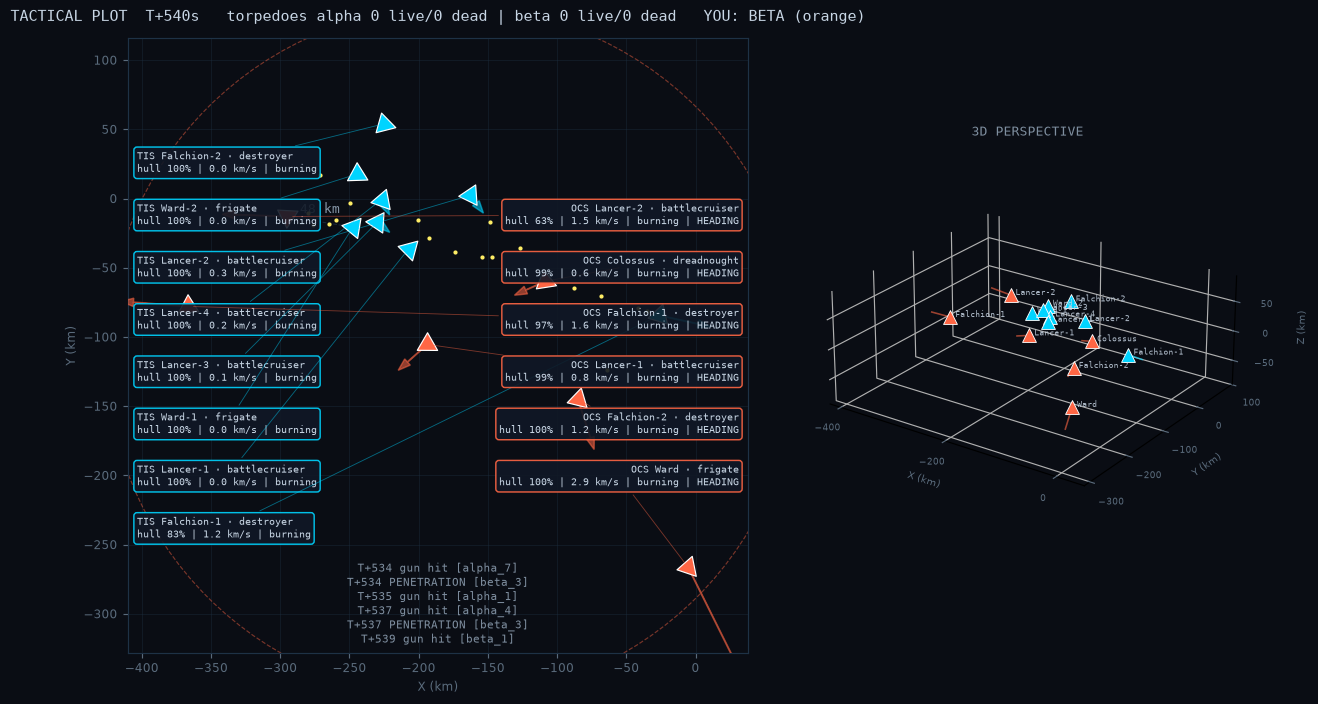 TACTICAL PLOT T+540s torpedoes alpha 0 live/0 dead | beta 0 live/0 dead YOU: BETA (orange)
100
50
0
−50
−100
−150
−200
−250
−300
Y (km)
−400
−350
−300
−250
−200
−150
−100
−50
0
X (km)
km
TIS Falchion-2 · destroyer
hull 100% | 0.0 km/s | burning
TIS Ward-2 · frigate
hull 100% | 0.0 km/s | burning
TIS Lancer-2 · battlecruiser
hull 100% | 0.3 km/s | burning
TIS Lancer-4 · battlecruiser
hull 100% | 0.2 km/s | burning
TIS Lancer-3 · battlecruiser
hull 100% | 0.1 km/s | burning
TIS Ward-1 · frigate
hull 100% | 0.0 km/s | burning
TIS Lancer-1 · battlecruiser
hull 100% | 0.0 km/s | burning
TIS Falchion-1 · destroyer
hull 83% | 1.2 km/s | burning
OCS Lancer-2 · battlecruiser
hull 63% | 1.5 km/s | burning | HEADING
OCS Colossus · dreadnought
hull 99% | 0.6 km/s | burning | HEADING
OCS Falchion-1 · destroyer
hull 97% | 1.6 km/s | burning | HEADING
OCS Lancer-1 · battlecruiser
hull 99% | 0.8 km/s | burning | HEADING
OCS Falchion-2 · destroyer
hull 100% | 1.2 km/s | burning | HEADING
OCS Ward · frigate
hull 100% | 2.9 km/s | burning | HEADING
T+534 gun hit [alpha_7]
T+534 PENETRATION [beta_3]
T+535 gun hit [alpha_1]
T+537 gun hit [alpha_4]
T+537 PENETRATION [beta_3]
T+539 gun hit [beta_1]
3D PERSPECTIVE
Lancer-2
Falchion-1
Falchion-2
Lancer-2
Lancer-1
Colossus
Falchion-1
Falchion-2
Ward
−400
−200
0
X (km)
−300
−200
−100
0
100
Y (km)
50
0
−50
Z (km)